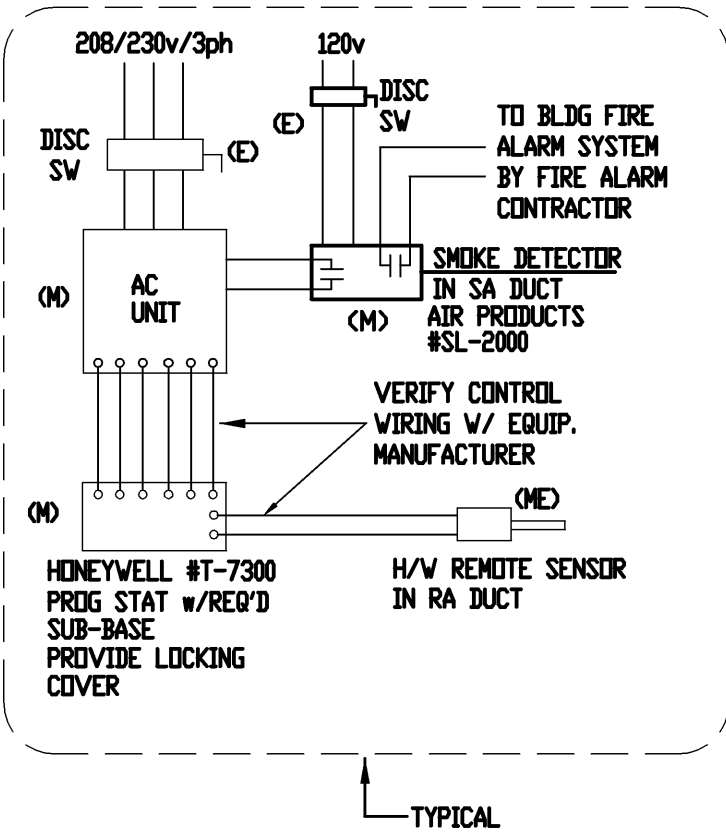 208/230v/3ph
120v
DISC
SW
(E)
DISC
SW
(E)
TO BLDG FIRE
ALARM SYSTEM
BY FIRE ALARM
CONTRACTOR
(M)
AC
UNIT
SMOKE DETECTOR
IN SA DUCT
AIR PRODUCTS
#SL-2000
(M)
VERIFY CONTROL
WIRING W/ EQUIP.
MANUFACTURER
(M)
(ME)
HONEYWELL #T-7300
PROG STAT w/REQ'D
SUB-BASE
PROVIDE LOCKING
COVER
H/W REMOTE SENSOR
IN RA DUCT
TYPICAL